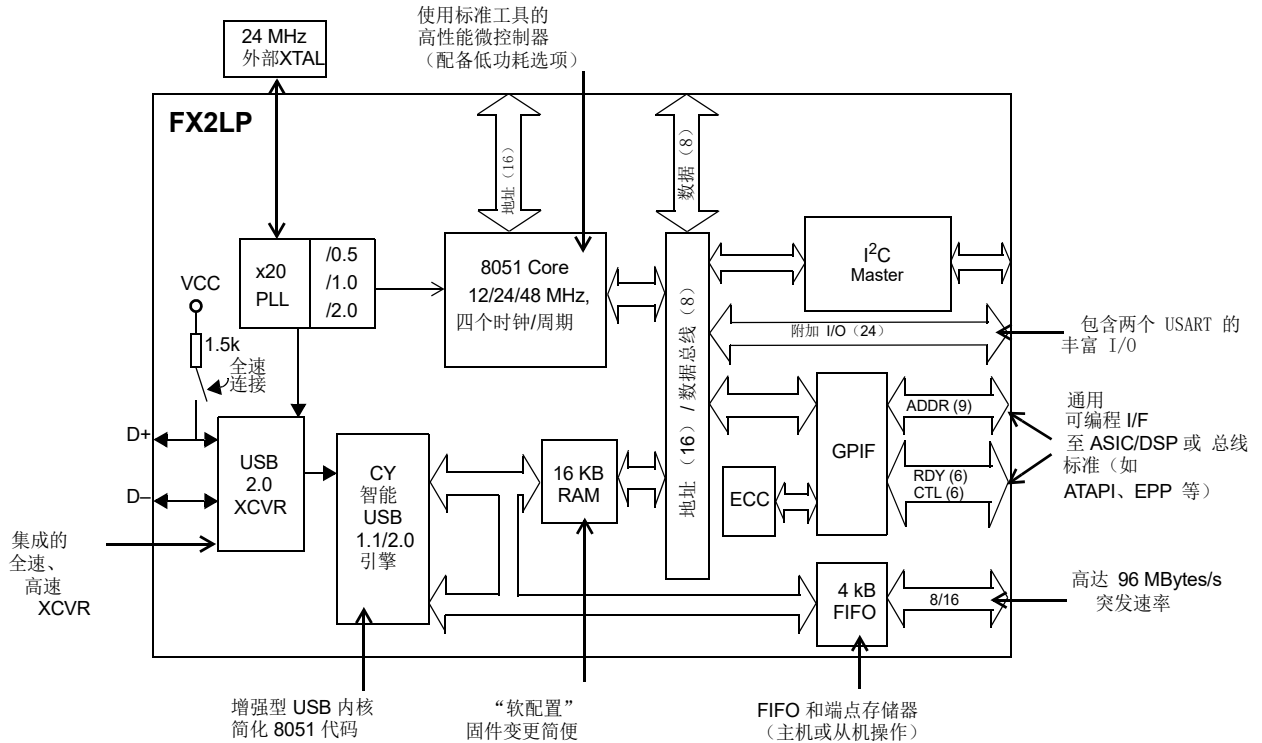 使用标准工具的
高性能微控制器
（配备低功耗选项）
24 MHz
外部XTAL
FX2LP
地址（16）
数据（8）
x20
PLL
/0.5
/1.0
/2.0
8051 Core
12/24/48 MHz,
四个时钟/周期
I2C
Master
VCC
1.5k
全速
连接
附加 I/O（24）
包含两个 USART 的
丰富 I/O
地址（16）/ 数据总线（8）
D+
D–
USB
2.0
XCVR
CY
智能
USB
1.1/2.0
引擎
16 KB
RAM
ECC
GPIF
ADDR (9)
RDY (6)
CTL (6)
通用
可编程 I/F
至 ASIC/DSP 或 总线
标准（如
ATAPI、EPP 等）
集成的
全速、
高速
XCVR
4 kB
FIFO
8/16
高达 96 MBytes/s
突发速率
增强型 USB 内核
简化 8051 代码
“软配置”
固件变更简便
FIFO 和端点存储器
（主机或从机操作）